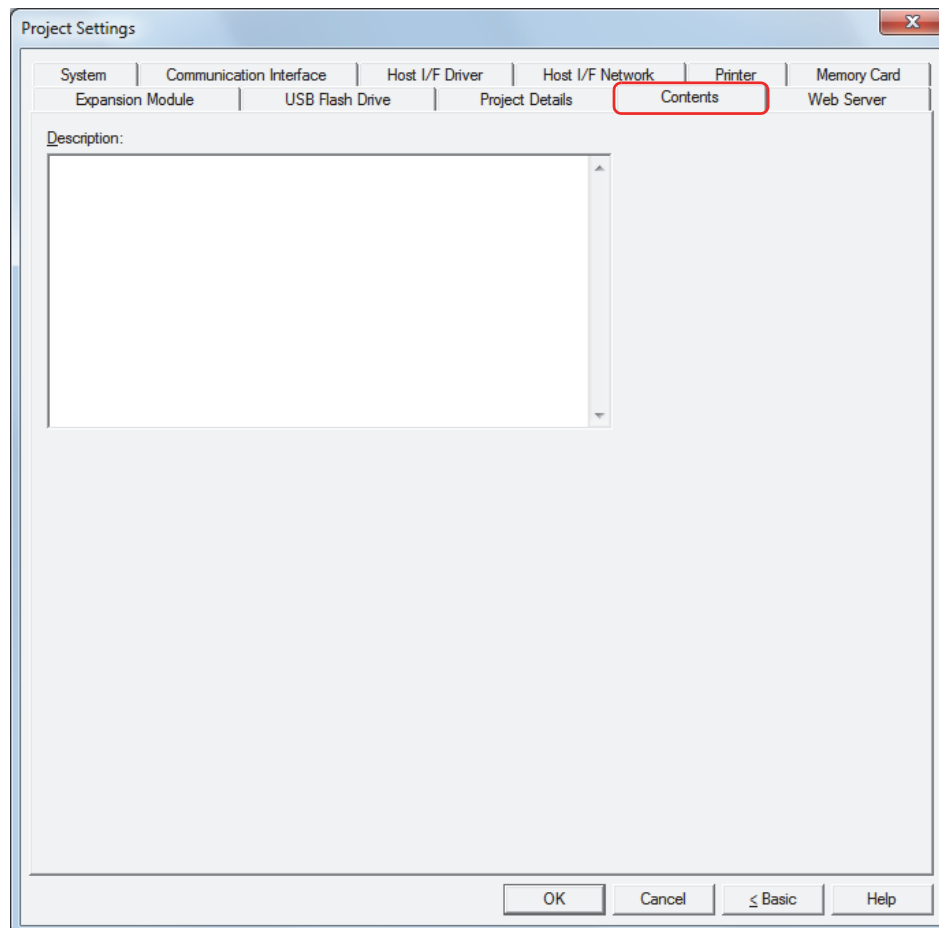 Project Settings
System Communication Interface Host I/F Driver Host I/F Network Printer Memory Card
Expansion Module USB Flash Drive Project Details Contents Web Server
Description:
OK Cancel < Basic Help